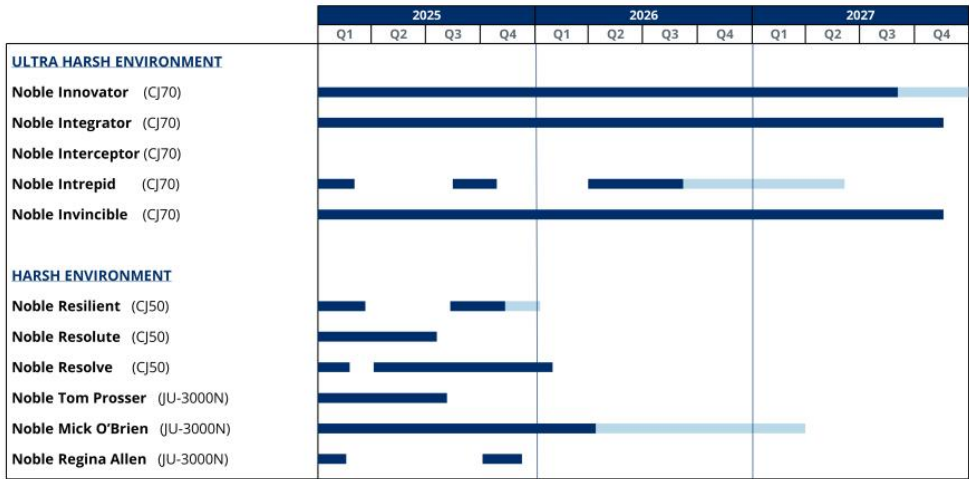 2025 2026 2027
Q1 Q2 Q3 Q4 Q1 Q2 Q3 Q4 Q1 Q2 Q3 Q4
ULTRA HARSH ENVIRONMENT
Noble Innovator (CJ70)
Noble Integrator (CJ70)
Noble Interceptor (CJ70)
Noble Intrepid (CJ70)
Noble Invincible (CJ70)
HARSH ENVIRONMENT
Noble Resilient (CJ50)
Noble Resolute (CJ50)
Noble Resolve (CJ50)
Noble Tom Prosser (JU-3000N)
Noble Mick O’Brien (JU-3000N)
Noble Regina Allen (JU-3000N)